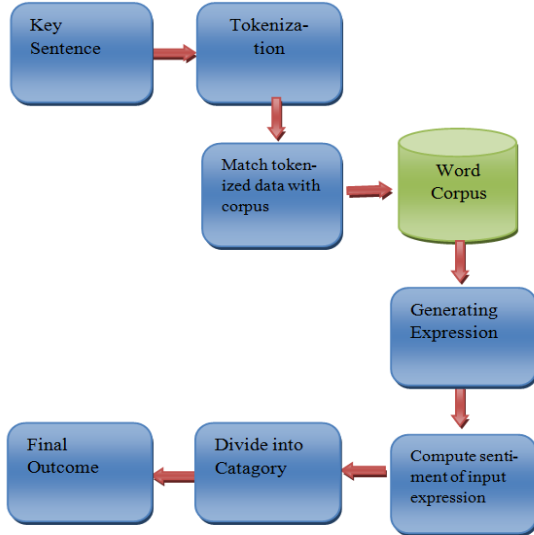 Key
Sentence
Tokeniza-
tion
Match token-
ized data with
corpus
Word
Corpus
Generating
Expression
Compute senti-
ment of input
expression
Divide into
Catagory
Final
Outcome